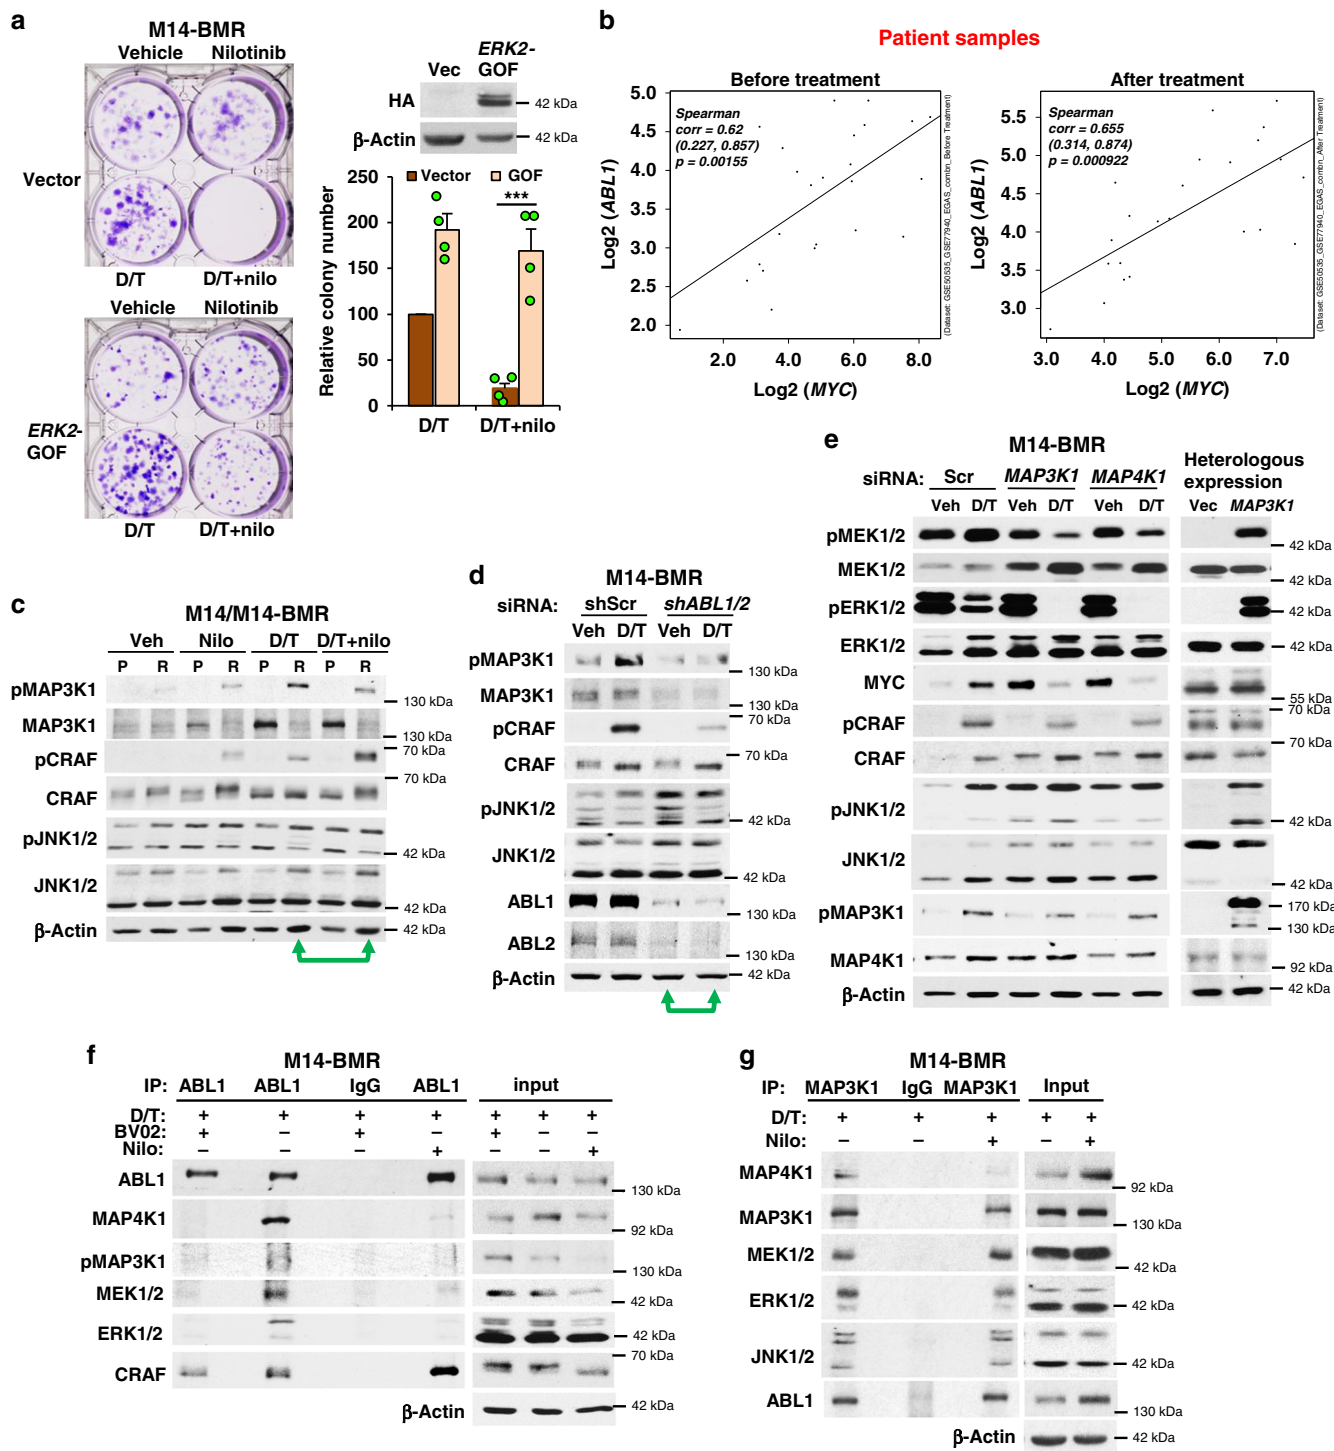 a
M14-BMR
Vehicle Nilotinib
Vector
D/T D/T+nilo
Vehicle Nilotinib
ERK2-
GOF
D/T D/T+nilo
Vec ERK2-
GOF
HA
42 kDa
β-Actin
42 kDa
Vector GOF
***
Relative colony number
250
200
150
100
50
0
D/T D/T+nilo
b
Patient samples
Before treatment
Spearman
corr = 0.62
(0.227, 0.857)
p = 0.00155
Log2 (ABL1)
5.0
4.5
4.0
3.5
3.0
2.5
2.0
2.0 4.0 6.0 8.0
Log2 (MYC)
(Dataset: GSE50535_GSE77940_EGAS_combn_Before Treatment)
After treatment
Spearman
corr = 0.655
(0.314, 0.874)
p = 0.000922
Log2 (ABL1)
5.5
5.0
4.5
4.0
3.5
3.0
3.0 4.0 5.0 6.0 7.0
Log2 (MYC)
(Dataset: GSE50535_GSE77940_EGAS_combn_After Treatment)
c
M14/M14-BMR
Veh Nilo D/T D/T+nilo
P R P R P R P R
pMAP3K1
130 kDa
MAP3K1
130 kDa
pCRAF
70 kDa
70 kDa
CRAF
pJNK1/2
42 kDa
JNK1/2
42 kDa
β-Actin
42 kDa
d
M14-BMR
siRNA: shScr shABL1/2
Veh D/T Veh D/T
pMAP3K1
130 kDa
MAP3K1
130 kDa
pCRAF
70 kDa
CRAF
70 kDa
pJNK1/2
42 kDa
JNK1/2
42 kDa
ABL1
130 kDa
ABL2
130 kDa
β-Actin
42 kDa
e
M14-BMR
siRNA: Scr MAP3K1 MAP4K1
Veh D/T Veh D/T Veh D/T
Heterologous
expression
Vec MAP3K1
pMEK1/2
42 kDa
MEK1/2
42 kDa
pERK1/2
42 kDa
ERK1/2
42 kDa
MYC
55 kDa
70 kDa
pCRAF
70 kDa
CRAF
pJNK1/2
42 kDa
JNK1/2
42 kDa
pMAP3K1
170 kDa
130 kDa
MAP4K1
92 kDa
β-Actin
42 kDa
f
M14-BMR
IP: ABL1 ABL1 IgG ABL1 input
D/T: + + + + + + +
BV02: + − + − + − −
Nilo: − − − + − − +
ABL1
130 kDa
MAP4K1
92 kDa
pMAP3K1
130 kDa
MEK1/2
42 kDa
ERK1/2
42 kDa
70 kDa
CRAF
β-Actin
42 kDa
g
M14-BMR
IP: MAP3K1 IgG MAP3K1 Input
D/T: + + + + +
Nilo: − − + − +
MAP4K1
92 kDa
MAP3K1
130 kDa
MEK1/2
42 kDa
ERK1/2
42 kDa
JNK1/2
42 kDa
ABL1
130 kDa
β-Actin
42 kDa